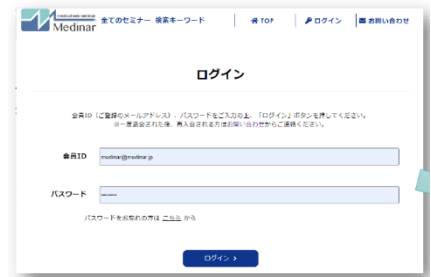 Medinar
全てのセミナー 検索キーワード
TOP
ログイン
お問い合わせ
ログイン
会員ID（ご登録のメールアドレス）、パスワードをご入力の上、「ログイン」ボタンを押してください。
※一度退会された後、再入会される方はお問い合わせからご連絡ください。
会員ID
medinar@medinar.jp
パスワード
パスワードをお忘れの方は こちら から
ログイン